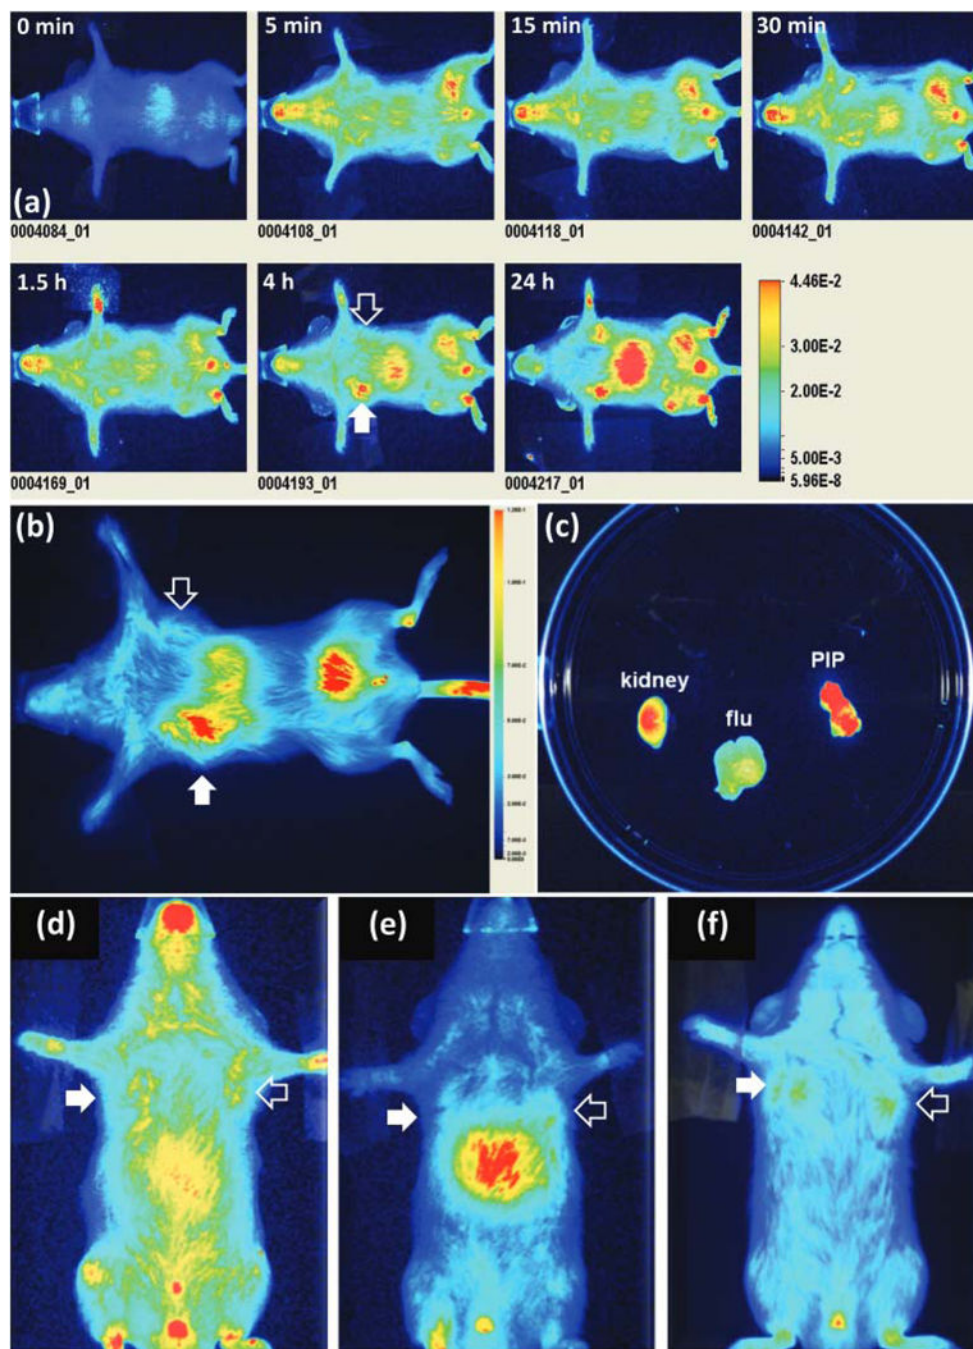 0 min
5 min
15 min
30 min
(a)
0004084_01
0004108_01
0004118_01
0004142_01
1.5 h
4 h
24 h
4.46E-2
3.00E-2
2.00E-2
5.00E-3
5.96E-8
0004169_01
0004193_01
0004217_01
(b)
(c)
kidney
flu
PIP
(d)
(e)
(f)